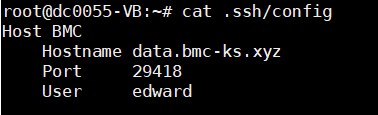 root@dc0055-VB:~# cat .ssh/config
Host BMC
    Hostname data.bmc-ks.xyz
    Port     29418
    User     edward